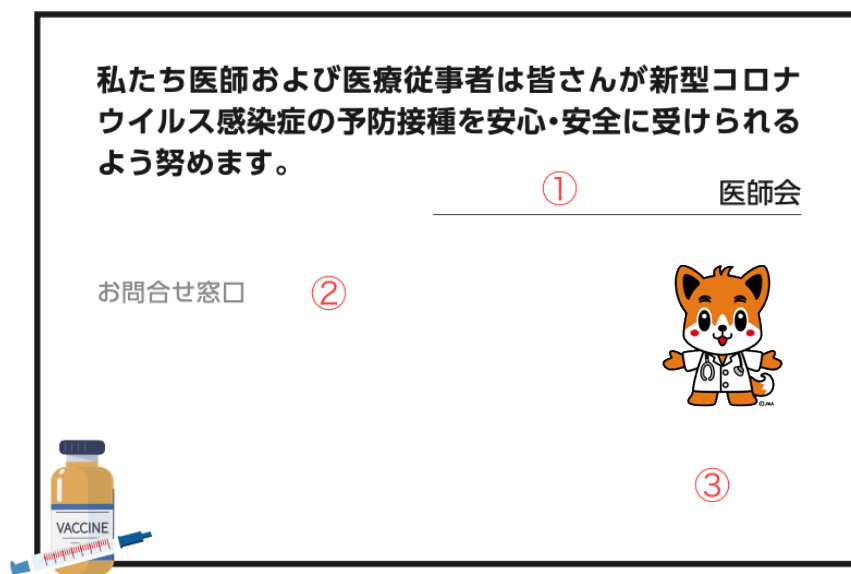 私たち医師および医療従事者は皆さんが新型コロナ
ウイルス感染症の予防接種を安心・安全に受けられる
よう努めます。
① 医師会
お問合せ窓口 ②
©JMA
③
VACCINE